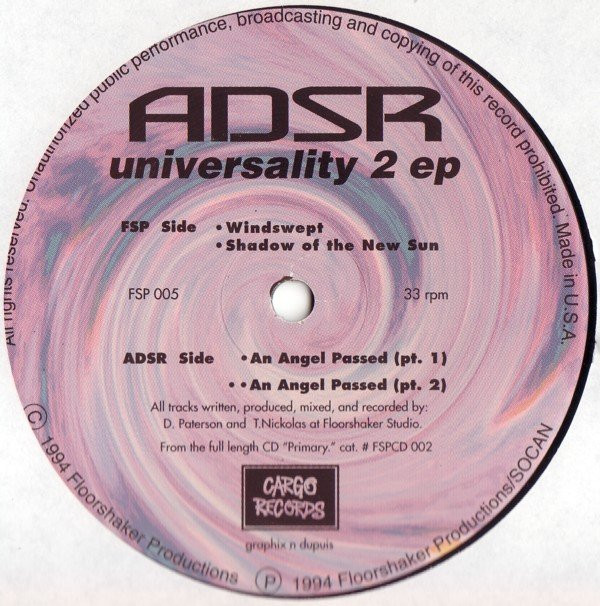 All rights reserved. Unauthorized public performance, broadcasting and copying of this record prohibited. Made in U.S.A.
ADSR
universality 2 ep
FSP Side • Windswept
• Shadow of the New Sun
FSP 005 33 rpm
ADSR Side • An Angel Passed (pt. 1)
• • An Angel Passed (pt. 2)
All tracks written, produced, mixed, and recorded by:
D. Paterson and T.Nickolas at Floorshaker Studio.
From the full length CD "Primary." cat. # FSPCD 002
CARGO
RECORDS
graphix n dupuis
© 1994 Floorshaker Productions ℗ 1994 Floorshaker Productions/SOCAN